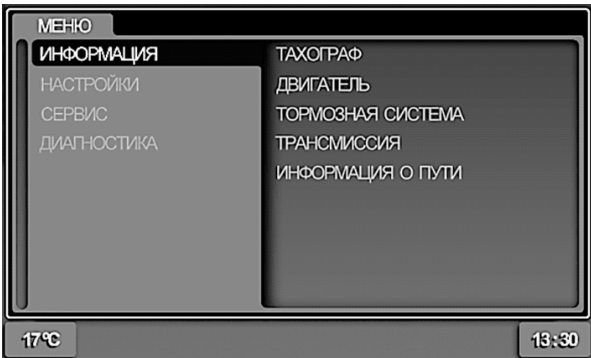 МЕНЮ
ИНФОРМАЦИЯ
НАСТРОЙКИ
СЕРВИС
ДИАГНОСТИКА
ТАХОГРАФ
ДВИГАТЕЛЬ
ТОРМОЗНАЯ СИСТЕМА
ТРАНСМИССИЯ
ИНФОРМАЦИЯ О ПУТИ
17°C
13:30